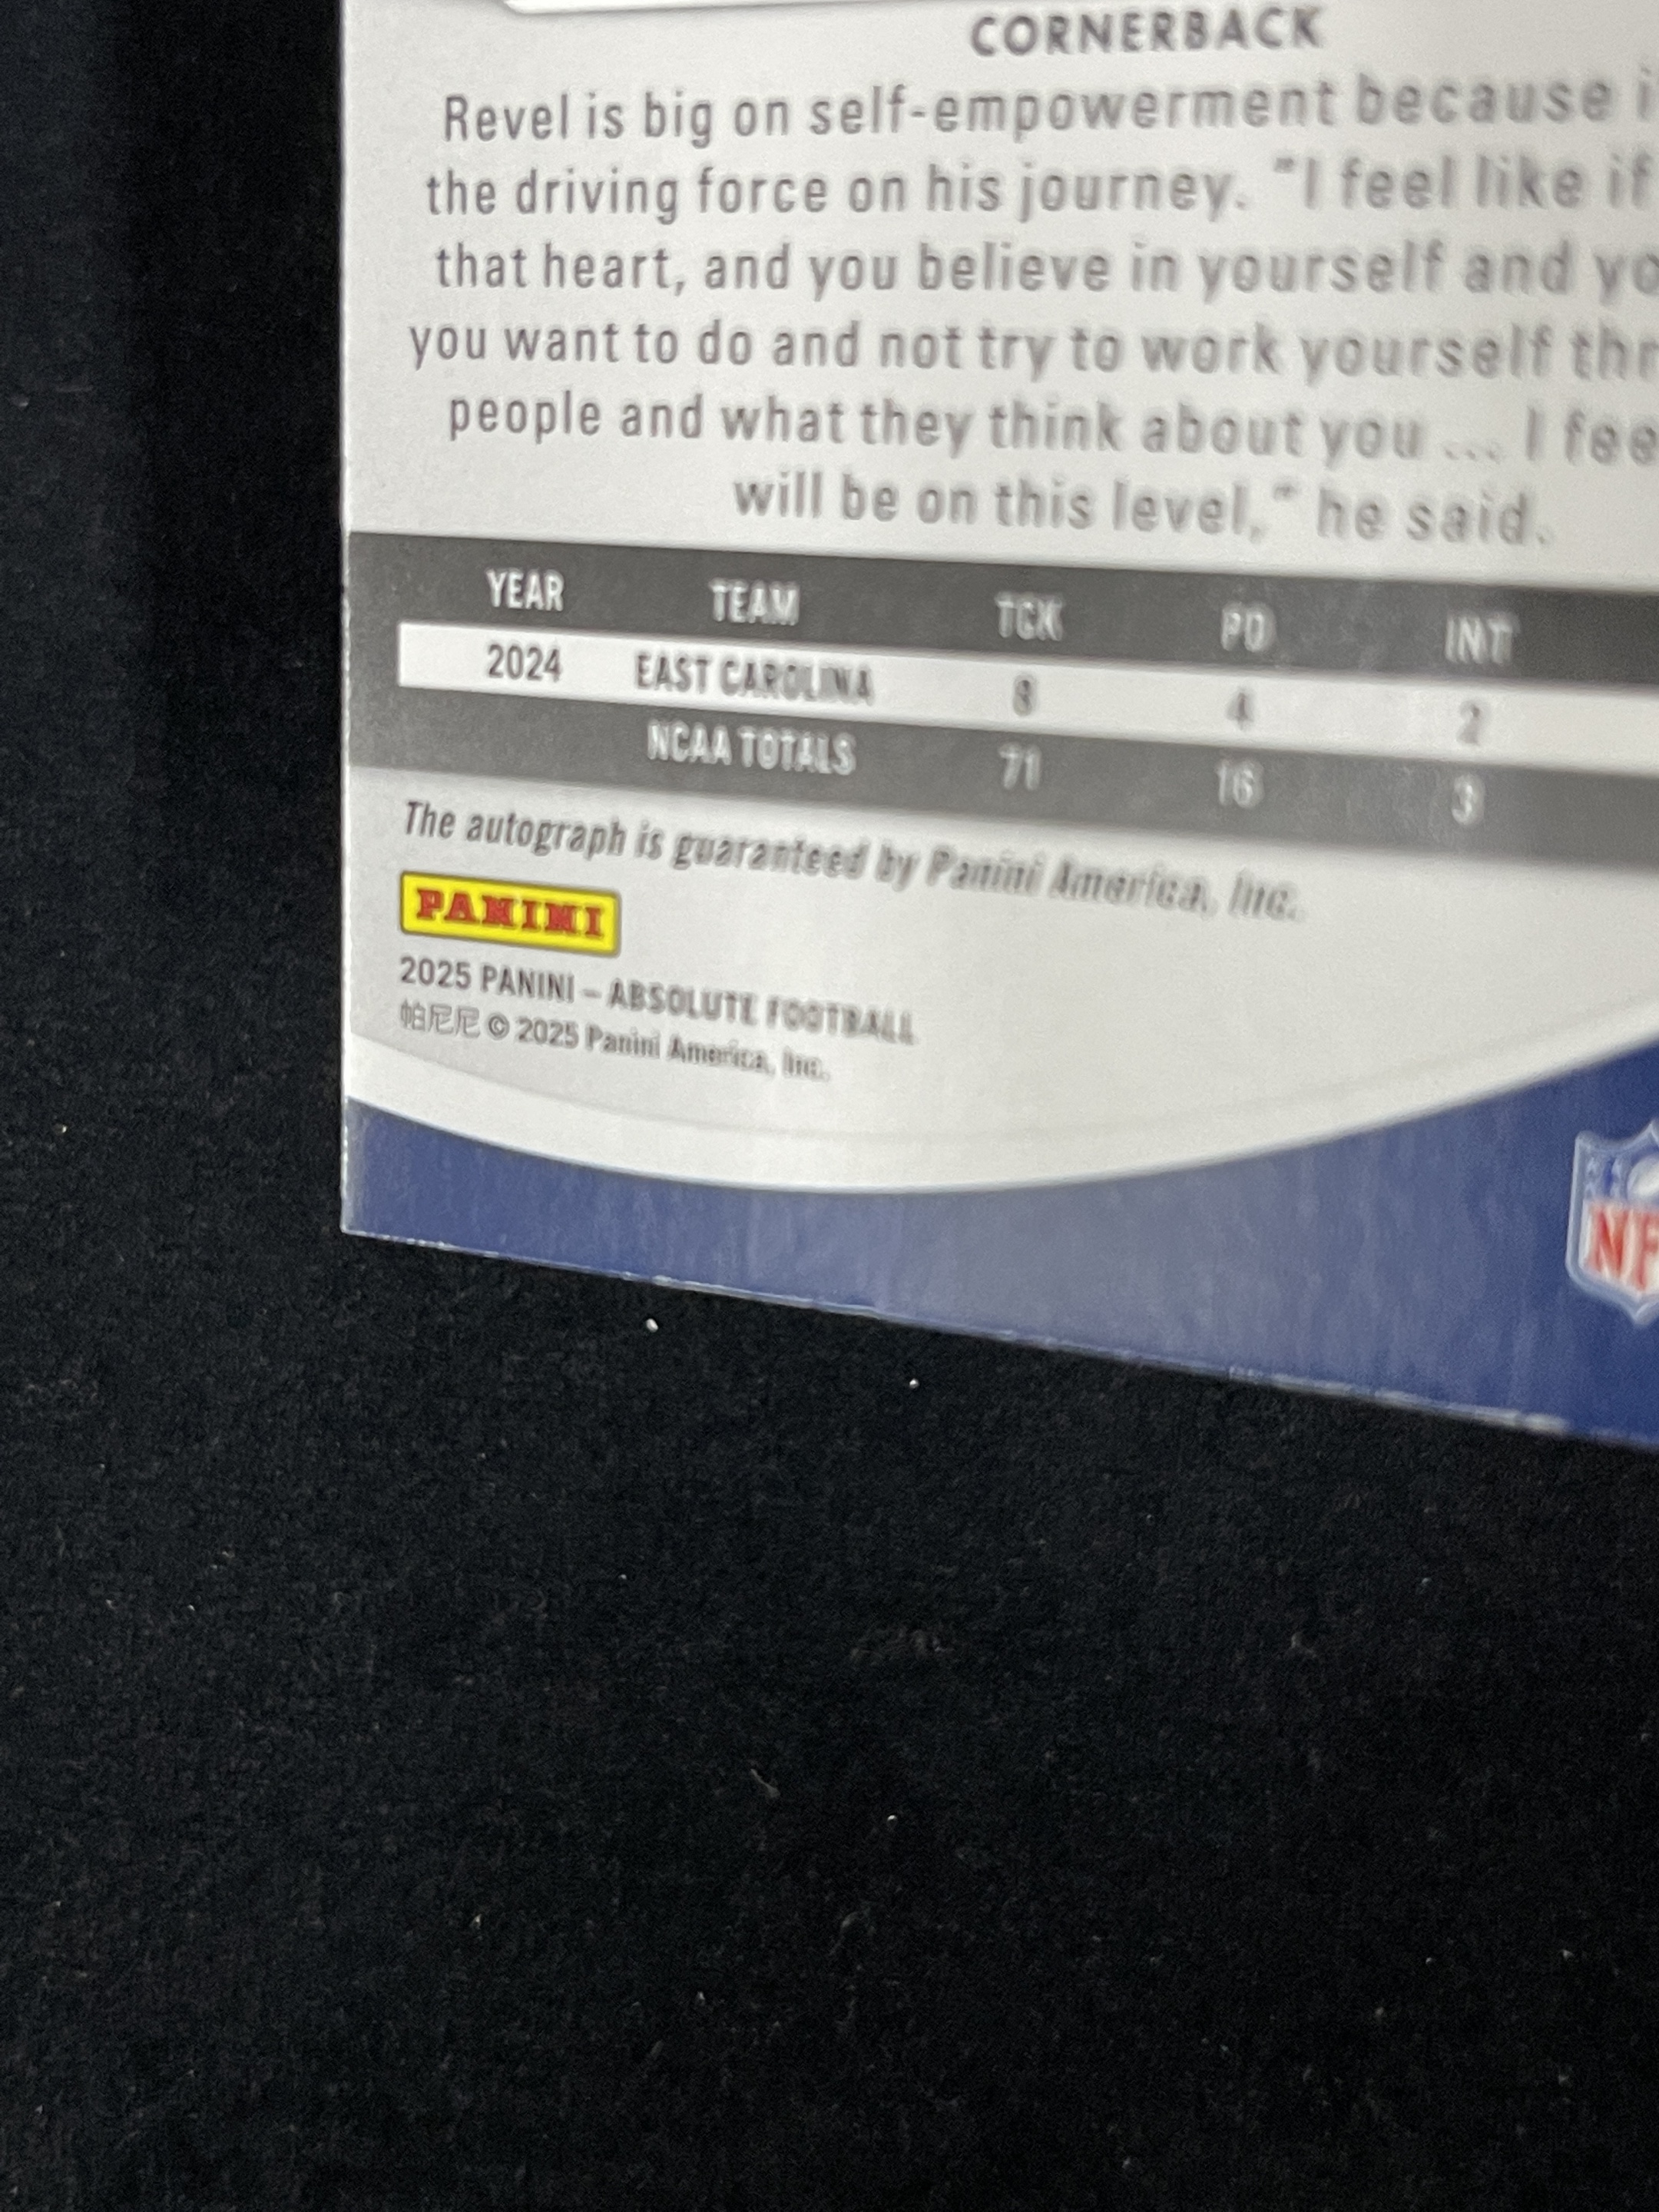 CORNERBACK
Revel is big on self-empowerment because i
the driving force on his journey. "I feel like if
that heart, and you believe in yourself and yo
you want to do and not try to work yourself thr
people and what they think about you ... I fee
will be on this level," he said.
YEAR TEAM TCK PD INT
2024 EAST CAROLINA 8 4 2
NCAA TOTALS 71 16 3
The autograph is guaranteed by Panini America, Inc.
PANINI
2025 PANINI – ABSOLUTE FOOTBALL
帕尼尼 © 2025 Panini America, Inc.
NF